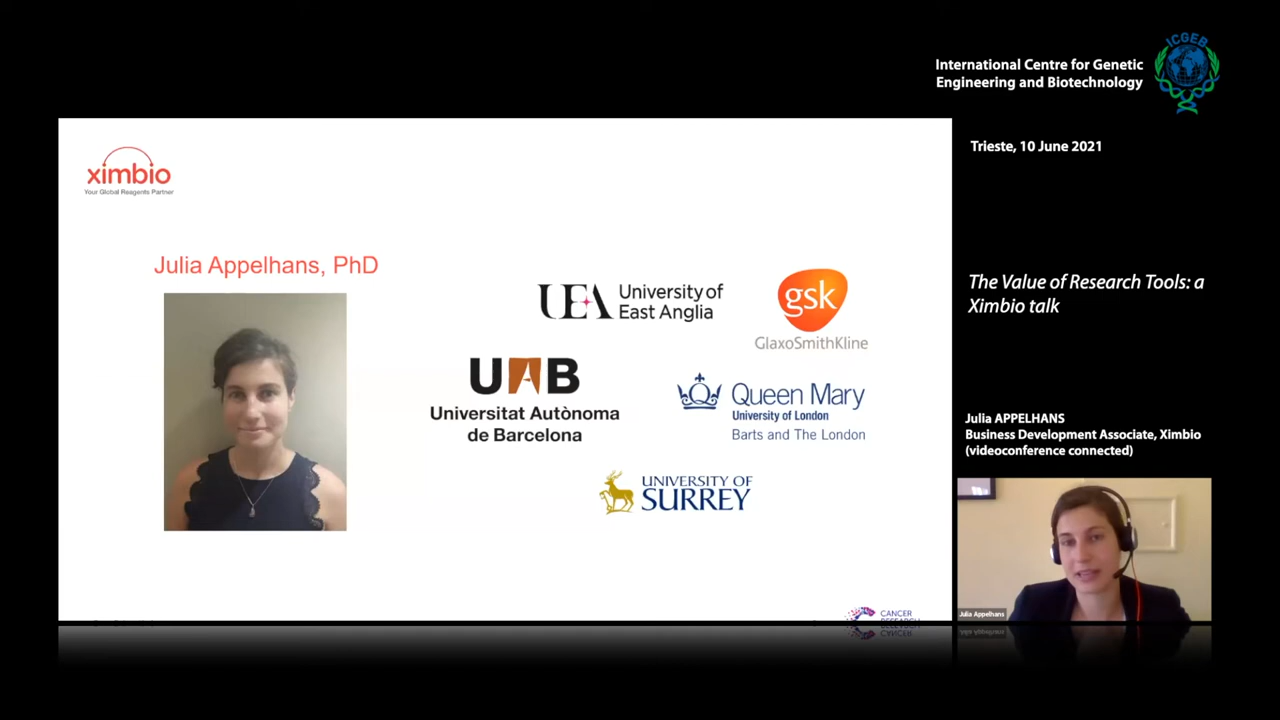 ICGEB
International Centre for Genetic
Engineering and Biotechnology
Trieste, 10 June 2021
ximbio
Your Global Reagents Partner
Julia Appelhans, PhD
UEA University of
East Anglia
gsk
GlaxoSmithKline
UAB
Universitat Autònoma
de Barcelona
Queen Mary
University of London
Barts and The London
UNIVERSITY OF
SURREY
CANCER
RESEARCH
The Value of Research Tools: a
Ximbio talk
Julia APPELHANS
Business Development Associate, Ximbio
(videoconference connected)
Julia Appelhans